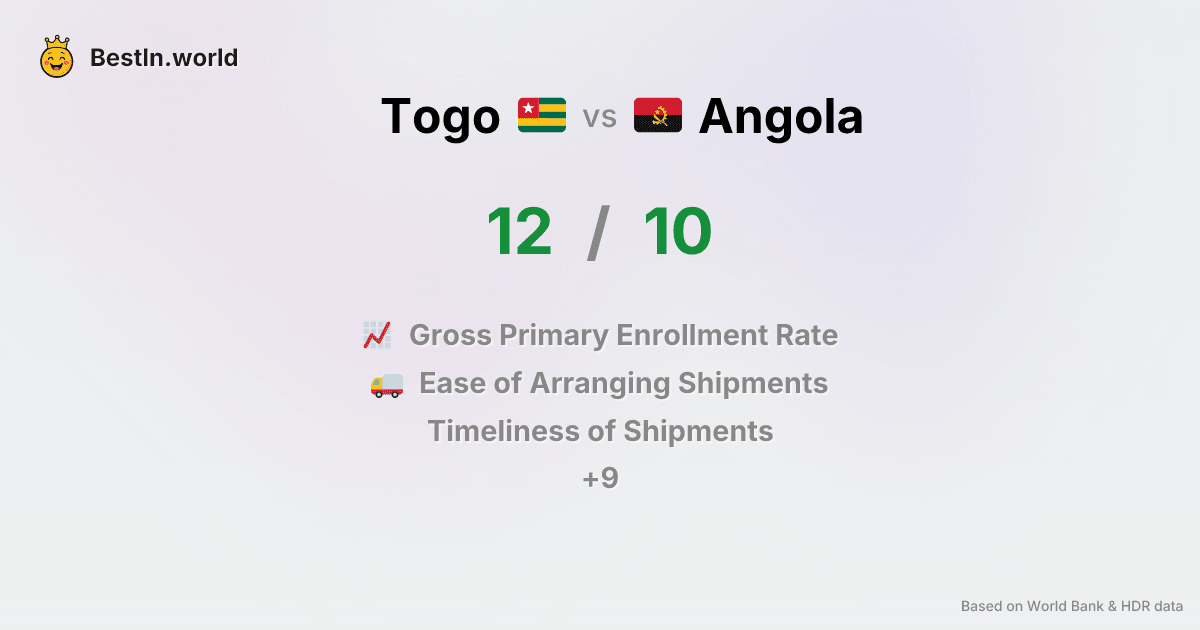 BestIn.world
Togo vs Angola
12 / 10
Gross Primary Enrollment Rate
Ease of Arranging Shipments
Timeliness of Shipments
+9
Based on World Bank & HDR data